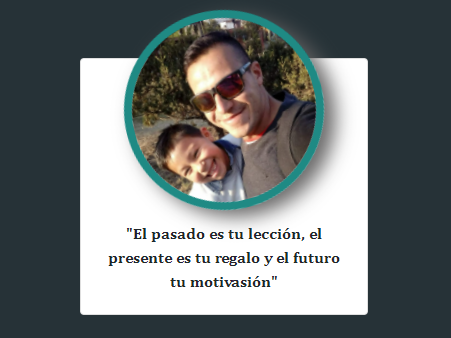 "El pasado es tu lección, el
presente es tu regalo y el futuro
tu motivasión"